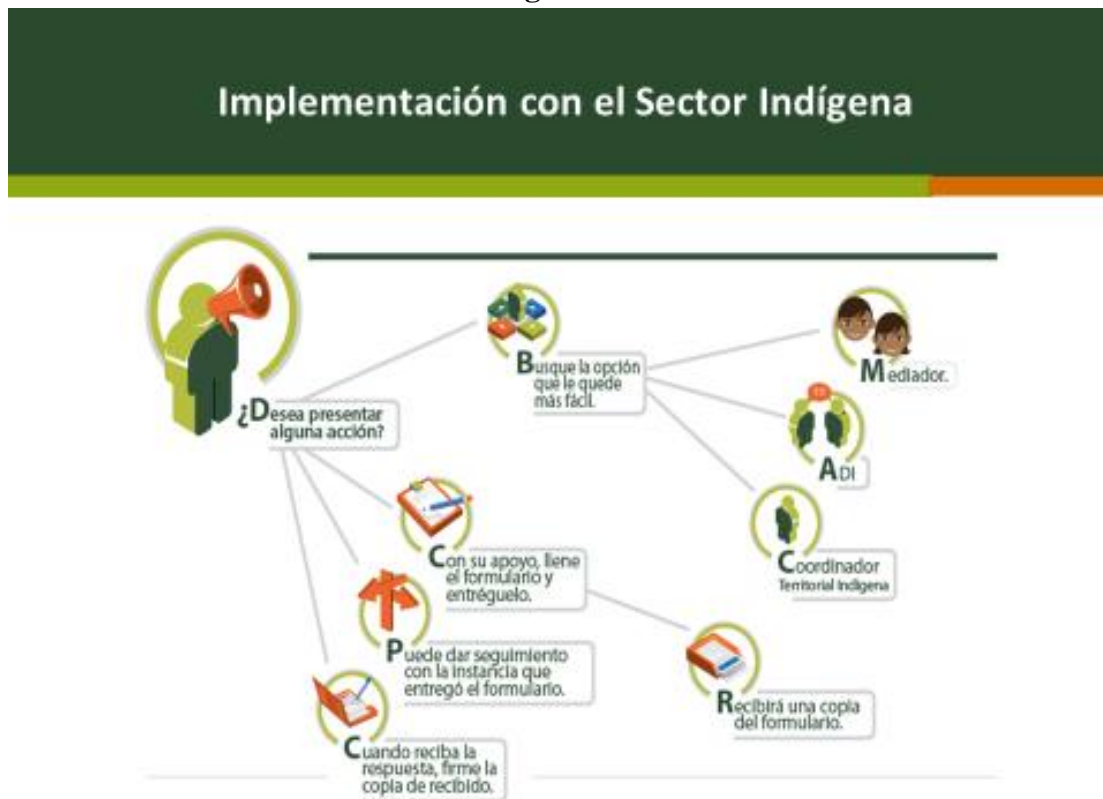 Implementación con el Sector Indígena
¿Desea presentar
alguna acción?
Busque la opción
que le quede
más fácil.
Mediador.
ADI
Coordinador
Territorial Indígena
Con su apoyo, llene
el formulario y
entréguelo.
Puede dar seguimiento
con la instancia que
entregó el formulario.
Recibirá una copia
del formulario.
Cuando reciba la
respuesta, firme la
copia de recibido.